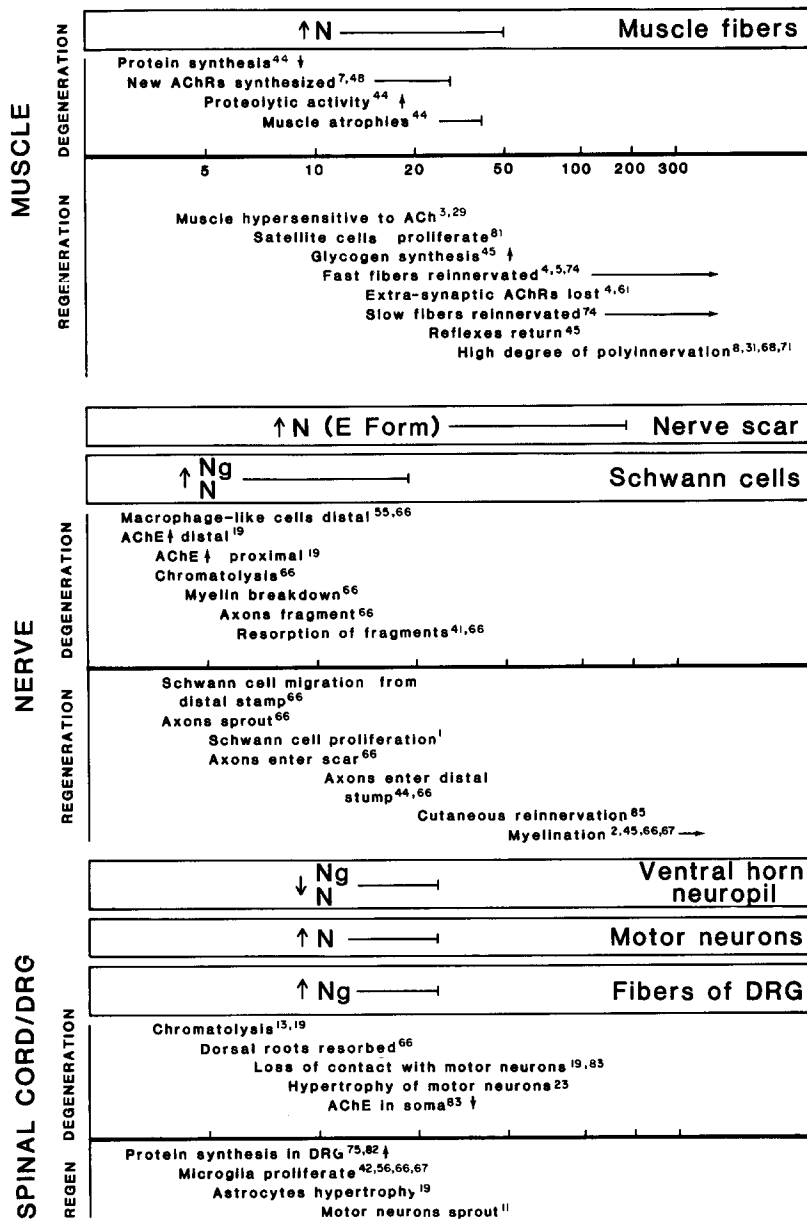 MUSCLE
↑N Muscle fibers
DEGENERATION
Protein synthesis44 ↓
New AChRs synthesized7,48
Proteolytic activity44 ↑
Muscle atrophies44
5 10 20 50 100 200 300
REGENERATION
Muscle hypersensitive to ACh3,29
Satellite cells proliferate81
Glycogen synthesis45 ↑
Fast fibers reinnervated4,5,74
Extra-synaptic AChRs lost4,61
Slow fibers reinnervated74
Reflexes return45
High degree of polyinnervation8,31,68,71
NERVE
↑N (E Form) Nerve scar
↑ Ng
N
Schwann cells
DEGENERATION
Macrophage-like cells distal55,66
AChE↓ distal19
AChE↓ proximal19
Chromatolysis66
Myelin breakdown66
Axons fragment66
Resorption of fragments41,66
REGENERATION
Schwann cell migration from
distal stump66
Axons sprout66
Schwann cell proliferation1
Axons enter scar66
Axons enter distal
stump44,66
Cutaneous reinnervation85
Myelination2,45,66,67 →
SPINAL CORD/DRG
↓ Ng
N
Ventral horn
neuropil
↑ N Motor neurons
↑ Ng Fibers of DRG
DEGENERATION
Chromatolysis13,19
Dorsal roots resorbed66
Loss of contact with motor neurons19,83
Hypertrophy of motor neurons23
AChE in soma83 ↓
REGEN
Protein synthesis in DRG75,82↑
Microglia proliferate42,56,66,67
Astrocytes hypertrophy19
Motor neurons sprout11